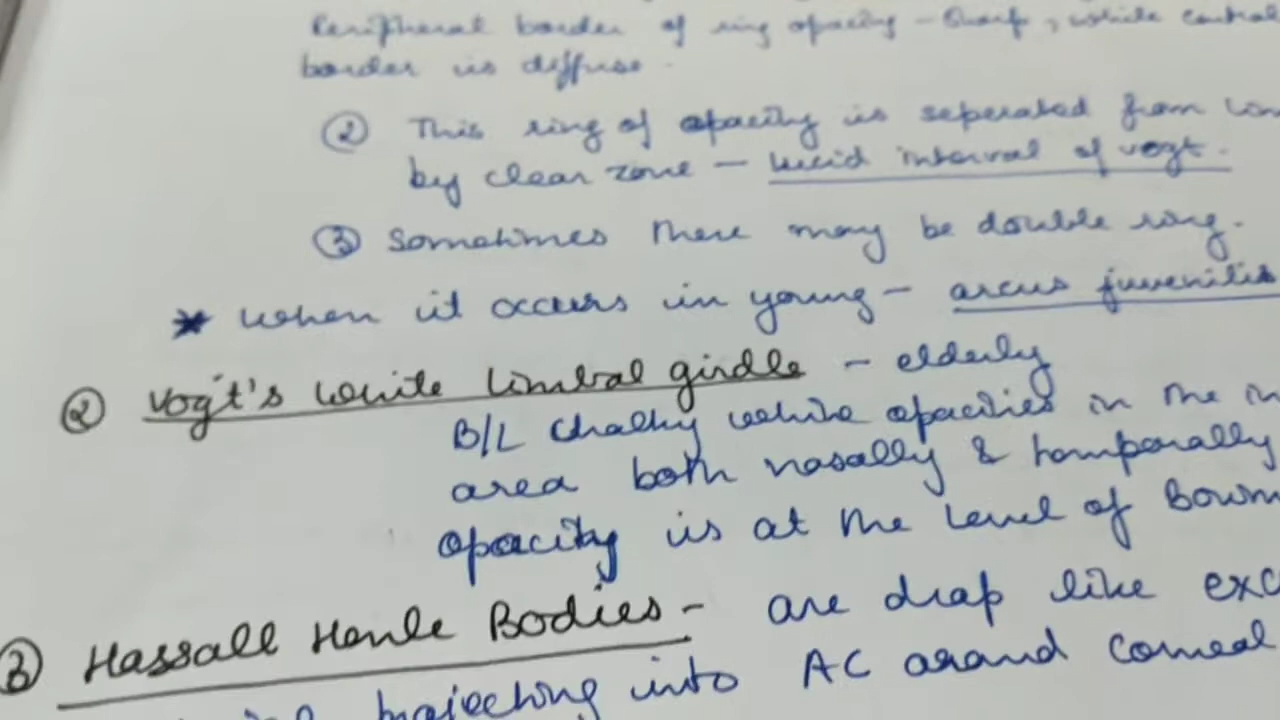 Peripheral border of ring opacity - Sharp, while central
border is diffuse.
② This ring of opacity is seperated from
by clear zone - lucid interval of vogt.
③ Sometimes there may be double ring.
* When it occurs in young - arcus juvenilis
② Vogt's White limbal girdle - elderly
B/L Chalky white opacities in the
area both nasally & temporally
opacity is at the level of Bowm
③ Hassall Henle Bodies - are drop like exc
projecting into AC around corneal